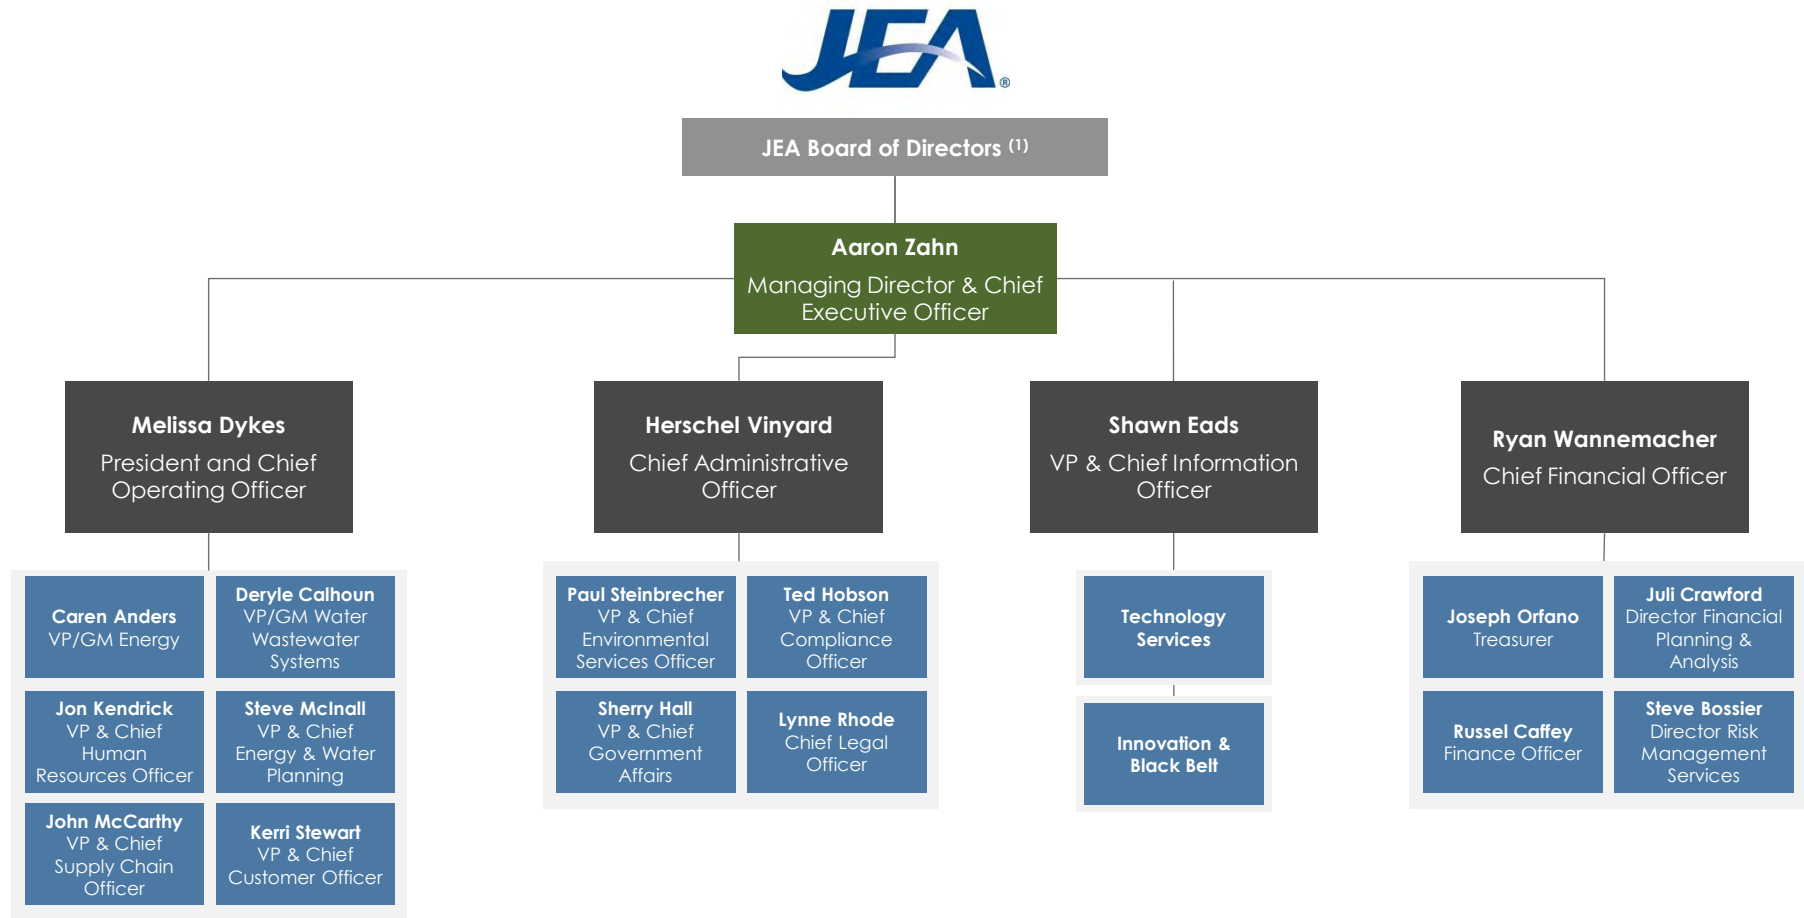 JEA®
JEA Board of Directors (1)
Aaron Zahn
Managing Director & Chief
Executive Officer
Melissa Dykes
President and Chief
Operating Officer
Herschel Vinyard
Chief Administrative
Officer
Shawn Eads
VP & Chief Information
Officer
Ryan Wannemacher
Chief Financial Officer
Caren Anders
VP/GM Energy
Deryle Calhoun
VP/GM Water
Wastewater
Systems
Jon Kendrick
VP & Chief
Human
Resources Officer
Steve McInall
VP & Chief
Energy & Water
Planning
John McCarthy
VP & Chief
Supply Chain
Officer
Kerri Stewart
VP & Chief
Customer Officer
Paul Steinbrecher
VP & Chief
Environmental
Services Officer
Ted Hobson
VP & Chief
Compliance
Officer
Sherry Hall
VP & Chief
Government
Affairs
Lynne Rhode
Chief Legal
Officer
Technology
Services
Innovation &
Black Belt
Joseph Orfano
Treasurer
Juli Crawford
Director Financial
Planning &
Analysis
Russel Caffey
Finance Officer
Steve Bossier
Director Risk
Management
Services